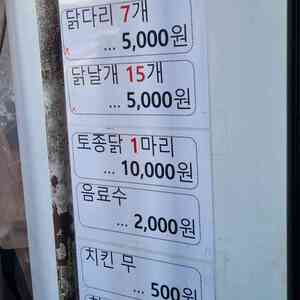 닭다리 7개
... 5,000원
닭날개 15개
... 5,000원
토종닭 1마리
... 10,000원
음료수
... 2,000원
치킨 무
... 500원